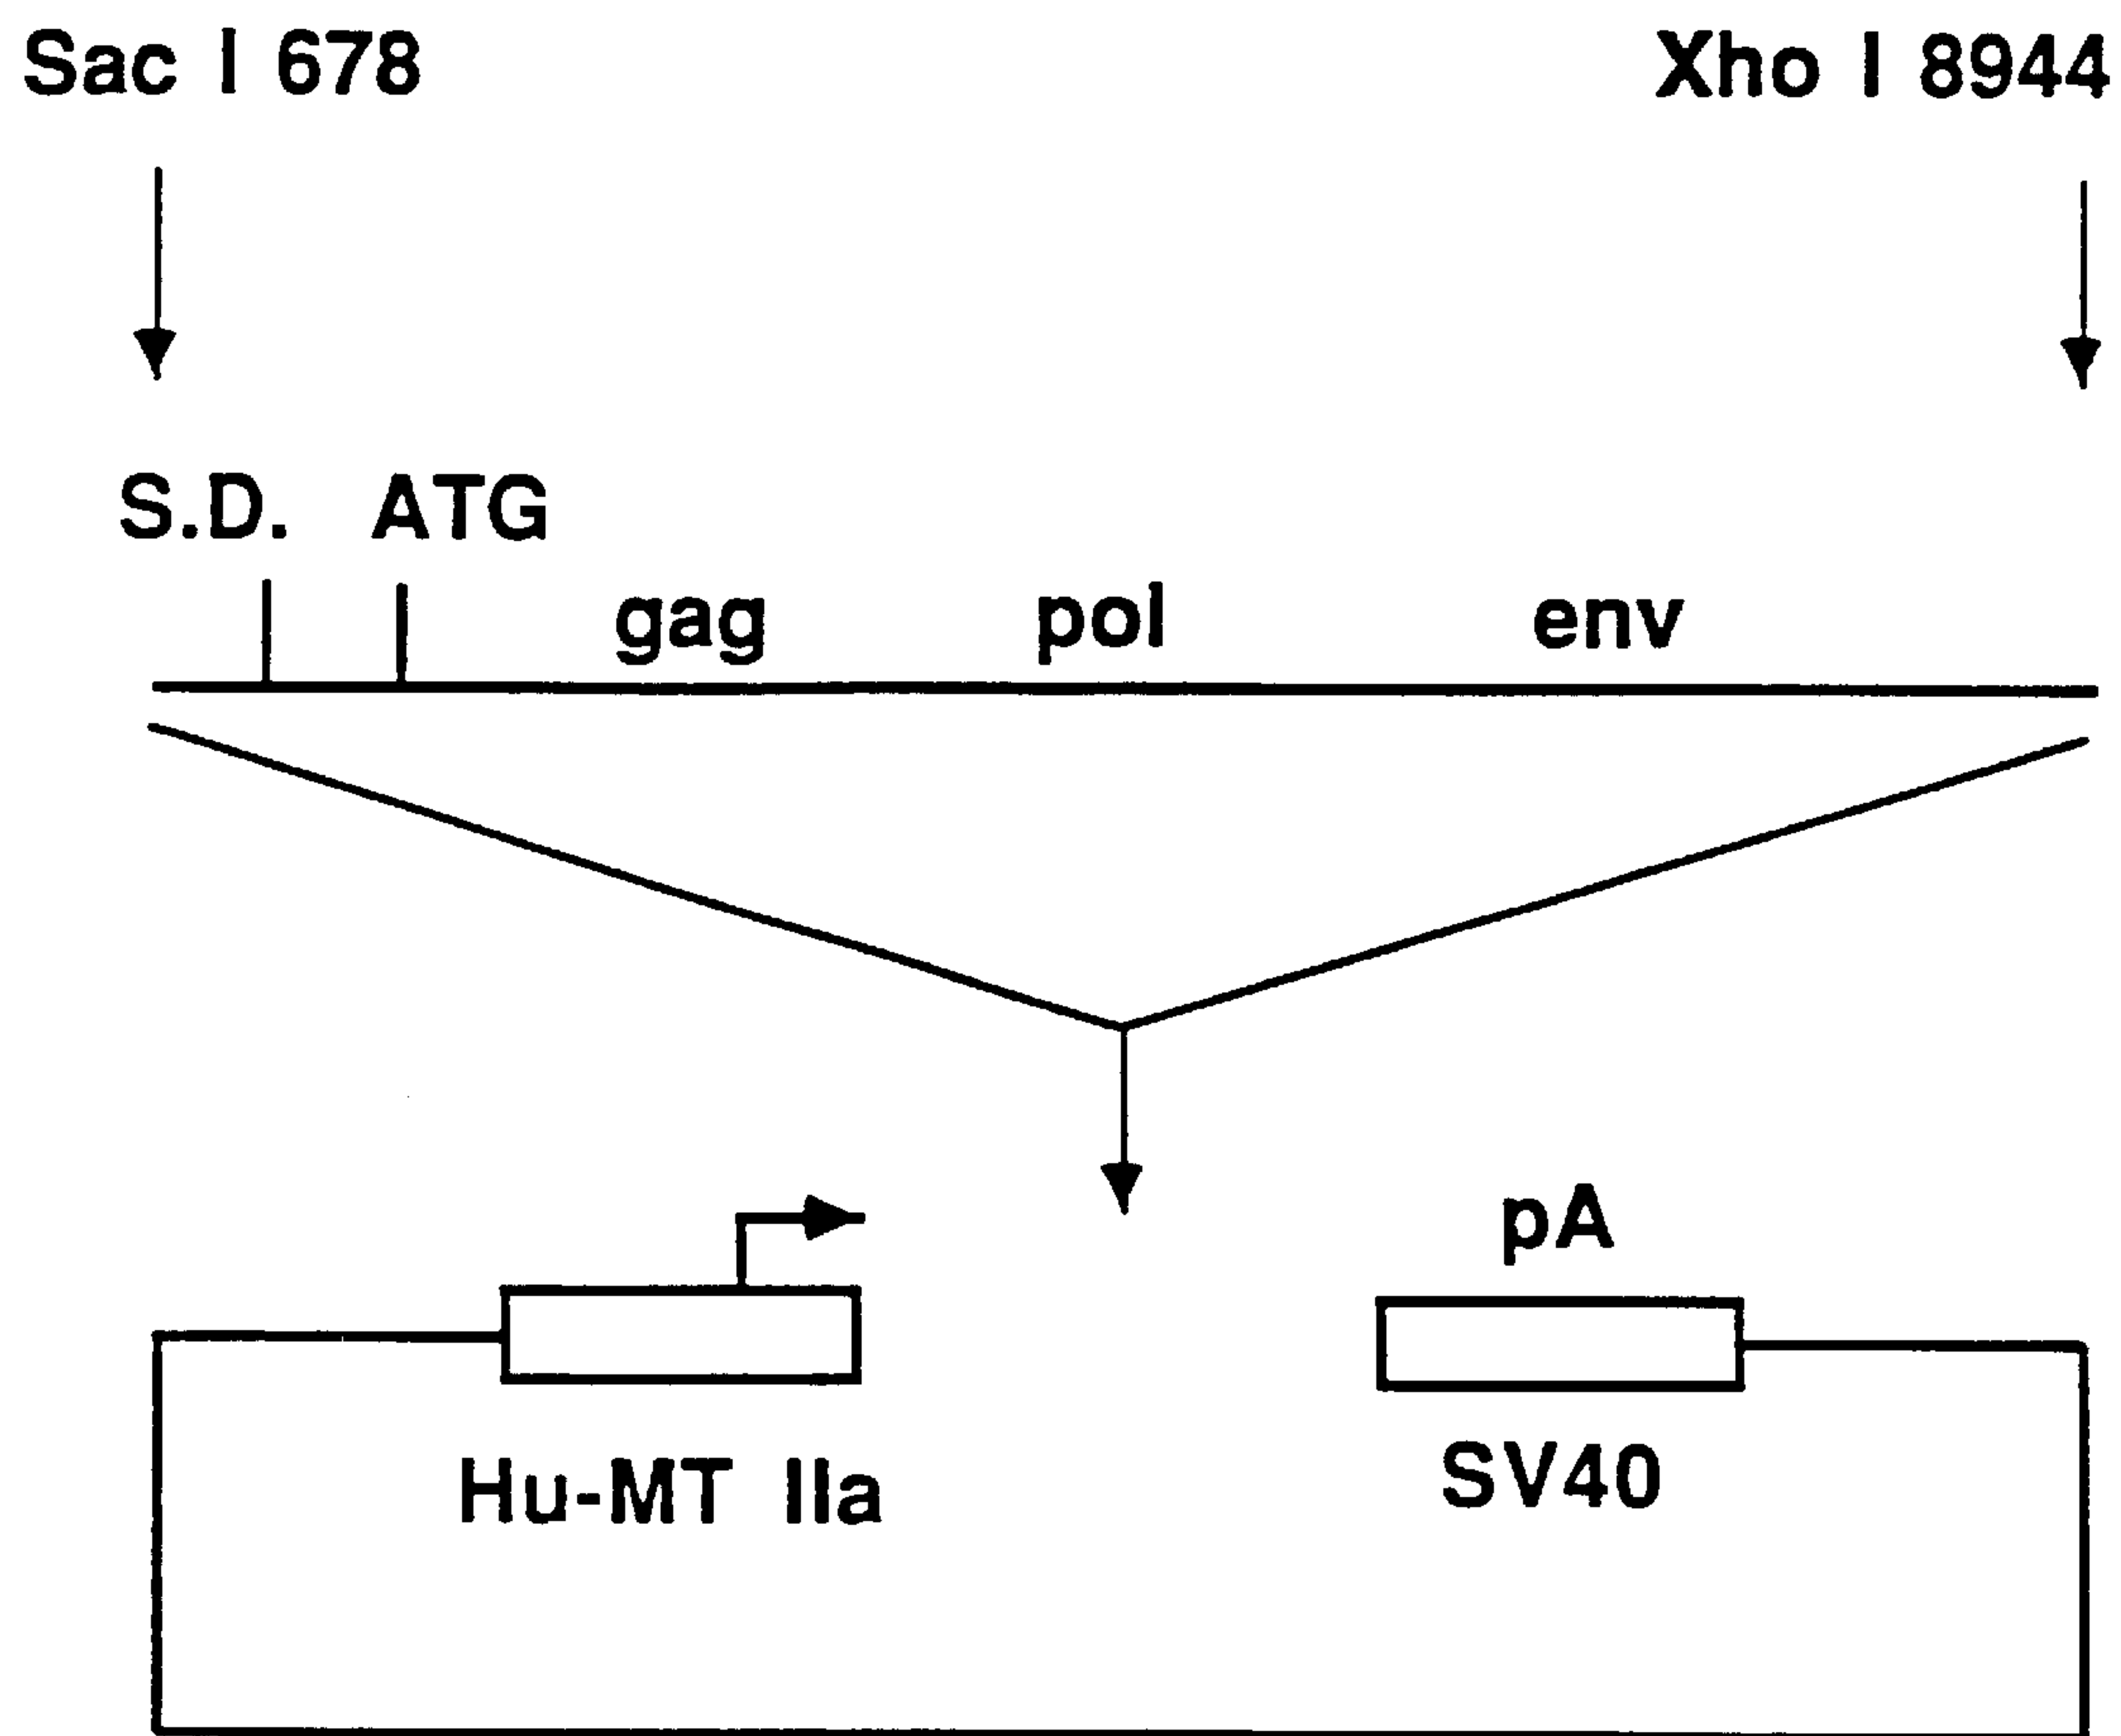 Sac I 678
Xho I 8944
S.D. ATG
gag pol env
pA
Hu-MT IIa
SV40